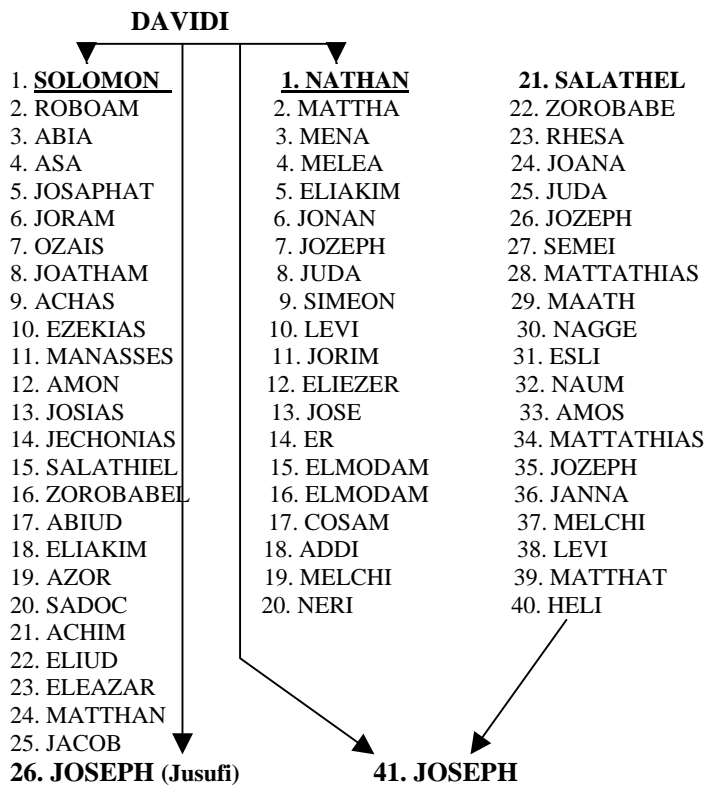 DAVIDI
1. SOLOMON
2. ROBOAM
3. ABIA
4. ASA
5. JOSAPHAT
6. JORAM
7. OZAIS
8. JOATHAM
9. ACHAS
10. EZEKIAS
11. MANASSES
12. AMON
13. JOSIAS
14. JECHONIAS
15. SALATHIEL
16. ZOROBABEL
17. ABIUD
18. ELIAKIM
19. AZOR
20. SADOC
21. ACHIM
22. ELIUD
23. ELEAZAR
24. MATTHAN
25. JACOB
26. JOSEPH (Jusufi)
1. NATHAN
2. MATTHA
3. MENA
4. MELEA
5. ELIAKIM
6. JONAN
7. JOZEPH
8. JUDA
9. SIMEON
10. LEVI
11. JORIM
12. ELIEZER
13. JOSE
14. ER
15. ELMODAM
16. ELMODAM
17. COSAM
18. ADDI
19. MELCHI
20. NERI
21. SALATHEL
22. ZOROBABE
23. RHESA
24. JOANA
25. JUDA
26. JOZEPH
27. SEMEI
28. MATTATHIAS
29. MAATH
30. NAGGE
31. ESLI
32. NAUM
33. AMOS
34. MATTATHIAS
35. JOZEPH
36. JANNA
37. MELCHI
38. LEVI
39. MATTHAT
40. HELI
41. JOSEPH